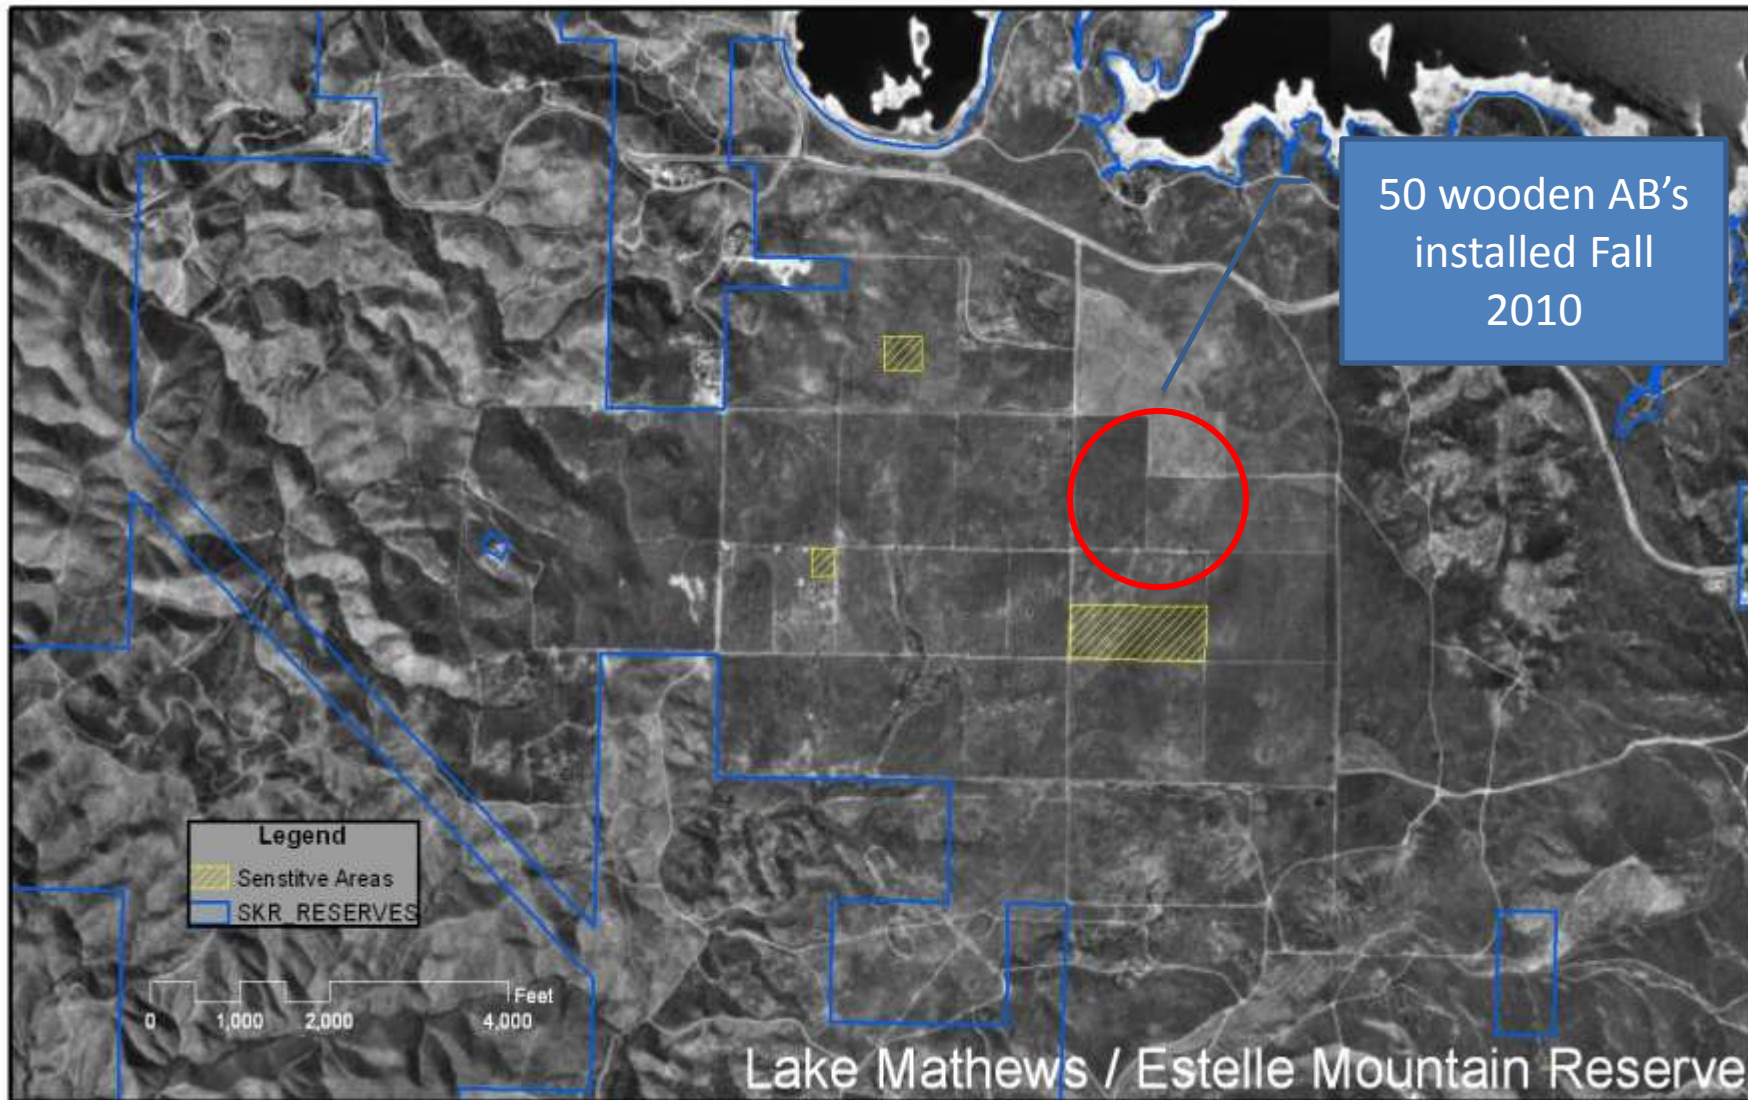 50 wooden AB’s
installed Fall
2010
Legend
Senstitve Areas
SKR_RESERVES
Feet
0 1,000 2,000 4,000
Lake Mathews / Estelle Mountain Reserve